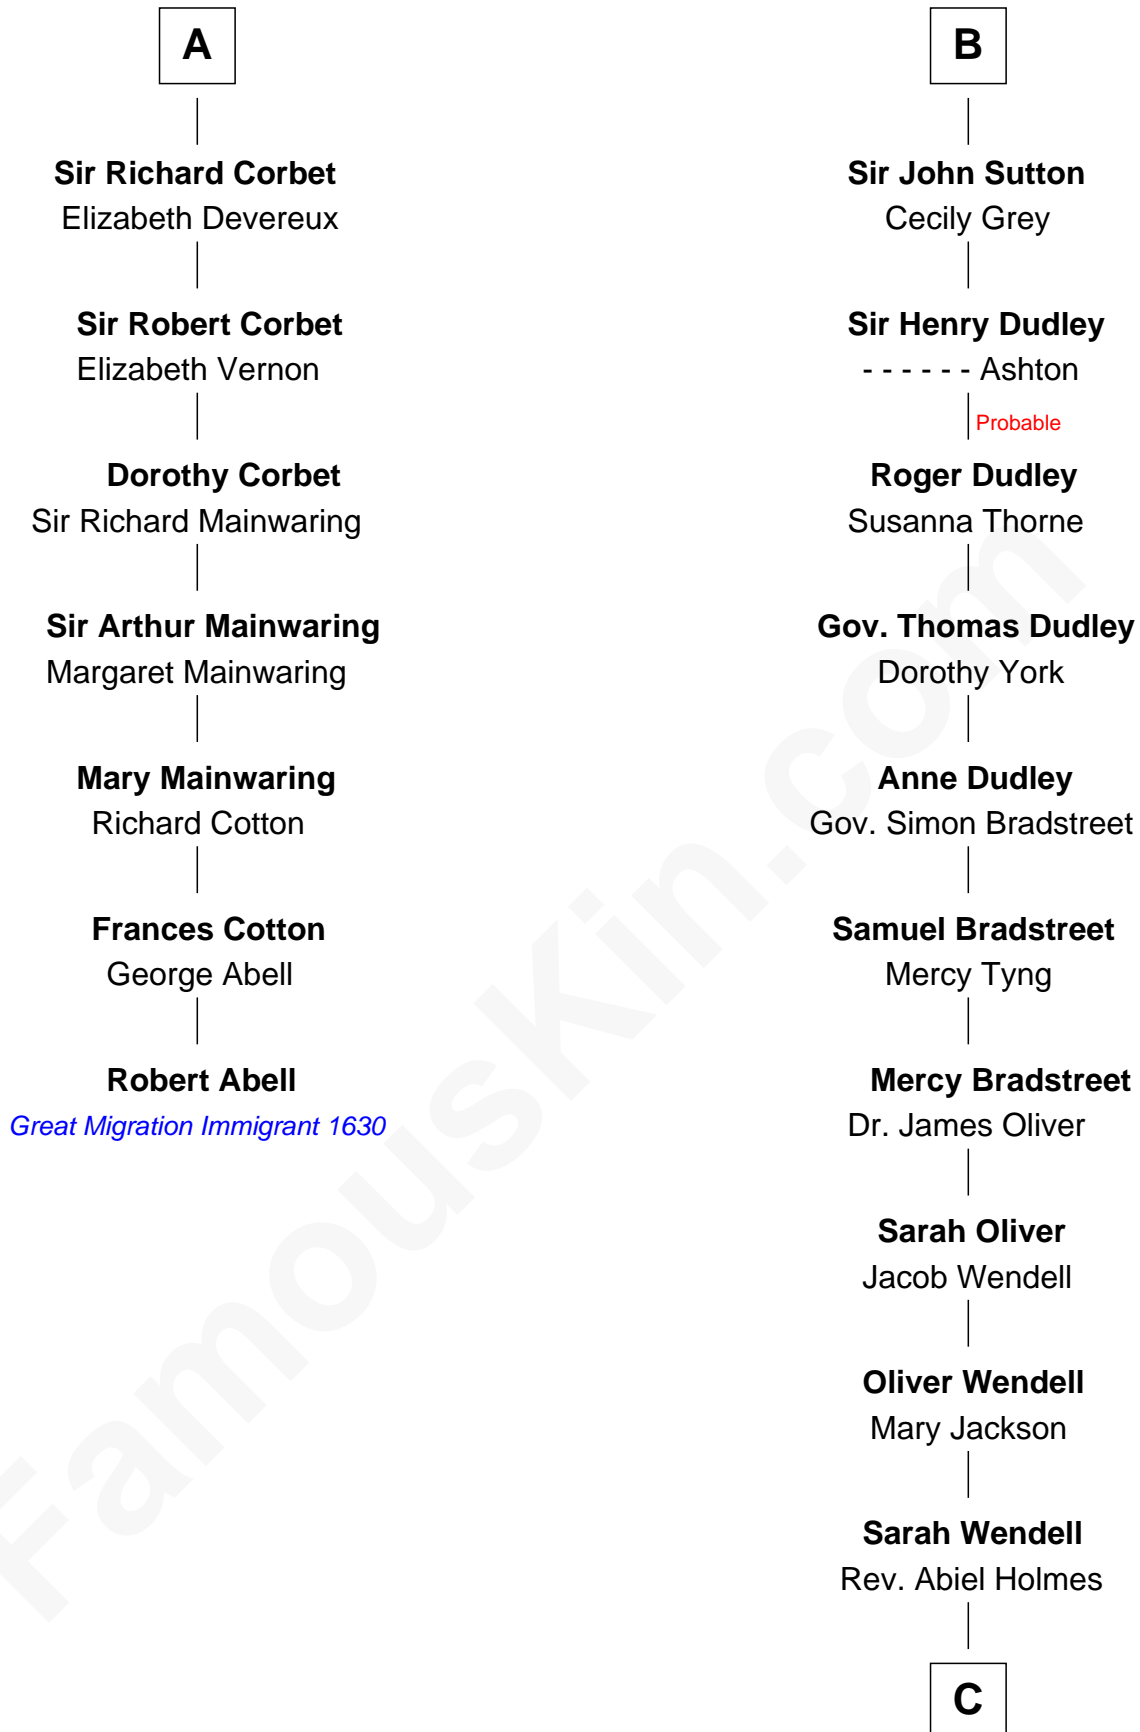 A
Sir Richard Corbet
Elizabeth Devereux
Sir Robert Corbet
Elizabeth Vernon
Dorothy Corbet
Sir Richard Mainwaring
Sir Arthur Mainwaring
Margaret Mainwaring
Mary Mainwaring
Richard Cotton
Frances Cotton
George Abell
Robert Abell
Great Migration Immigrant 1630
B
Sir John Sutton
Cecily Grey
Sir Henry Dudley
- - - - - - Ashton
Probable
Roger Dudley
Susanna Thorne
Gov. Thomas Dudley
Dorothy York
Anne Dudley
Gov. Simon Bradstreet
Samuel Bradstreet
Mercy Tyng
Mercy Bradstreet
Dr. James Oliver
Sarah Oliver
Jacob Wendell
Oliver Wendell
Mary Jackson
Sarah Wendell
Rev. Abiel Holmes
C
FamousKin.com